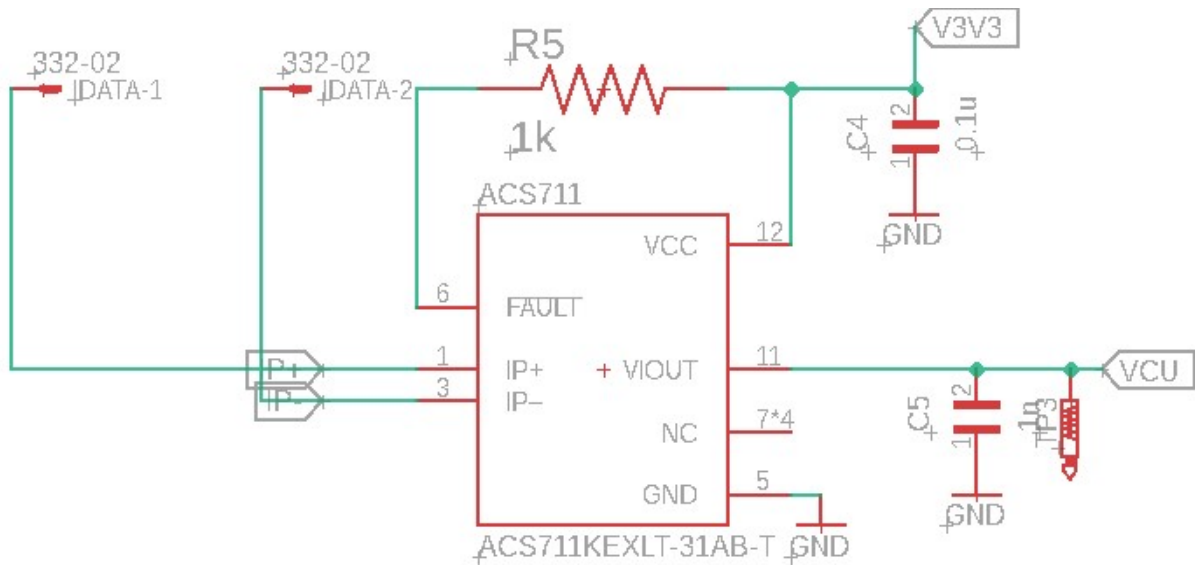 332-02
DATA-1
332-02
DATA-2
R5
1k
V3V3
C4
2
1
0.1u
GND
ACS711
VCC
12
6
FAULT
1
IP+
3
IP-
IP+
IP–
VIOUT
11
NC
7*4
GND
5
GND
VCU
C5
2
1
1n
TP3
GND
ACS711KEXLT-31AB-T